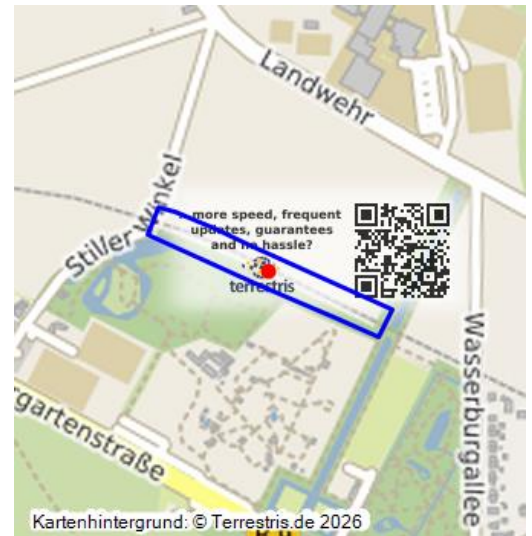 Landwehr
Stiller Winkel
more speed, frequent
updates, guarantees
and no hassle?
terrestris
Wasserburgallee
rgartenstraße
Kartenhintergrund: © Terrestris.de 2026